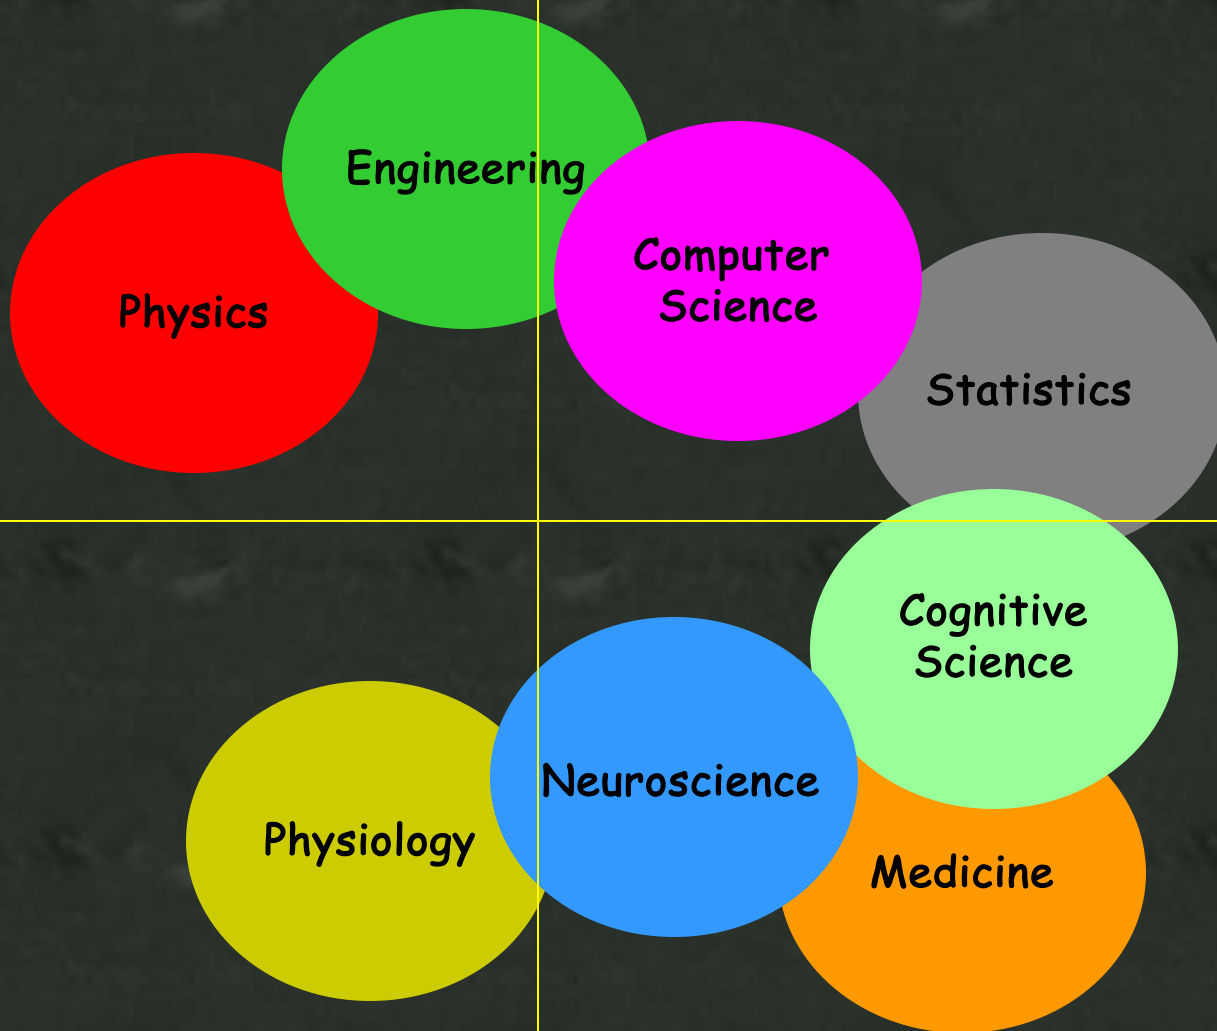 Engineering
Physics
Computer
Science
Statistics
Cognitive
Science
Neuroscience
Physiology
Medicine